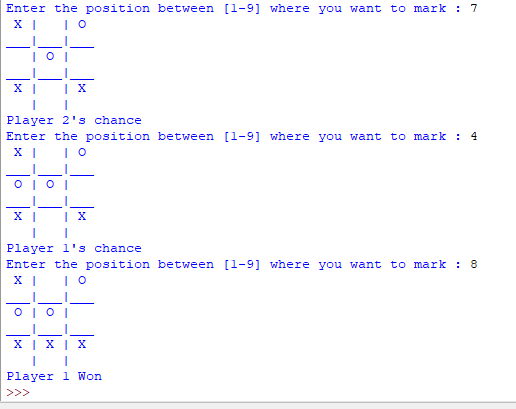 Enter the position between [1-9] where you want to mark : 7
 X |   | O
___|___|___
   | O |
___|___|___
 X |   | X
   |   |
Player 2's chance
Enter the position between [1-9] where you want to mark : 4
 X |   | O
___|___|___
 O | O |
___|___|___
 X |   | X
   |   |
Player 1's chance
Enter the position between [1-9] where you want to mark : 8
 X |   | O
___|___|___
 O | O |
___|___|___
 X | X | X
   |   |
Player 1 Won
>>>